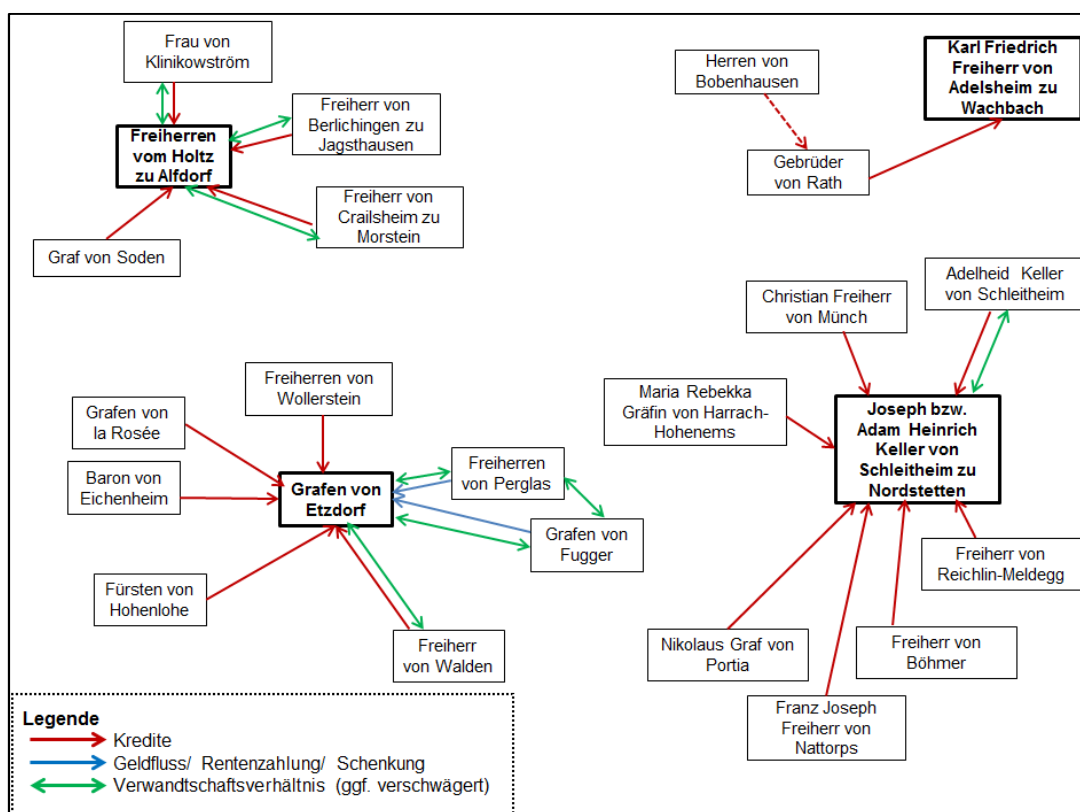 Frau von
Klinikowström
Freiherr von
Berlichingen zu
Jagsthausen
Freiherren
vom Holtz
zu Alfdorf
Freiherr von
Crailsheim zu
Morstein
Graf von Soden
Herren von
Bobenhausen
Karl Friedrich
Freiherr von
Adelsheim zu
Wachbach
Gebrüder
von Rath
Christian Freiherr
von Münch
Adelheid Keller
von Schleitheim
Maria Rebekka
Gräfin von Harrach-
Hohenems
Joseph bzw.
Adam Heinrich
Keller von
Schleitheim zu
Nordstetten
Freiherr von
Reichlin-Meldegg
Nikolaus Graf von
Portia
Freiherr von
Böhmer
Franz Joseph
Freiherr von
Nattorps
Freiherren von
Wollerstein
Grafen von
la Rosée
Baron von
Eichenheim
Grafen von
Etzdorf
Freiherren
von Perglas
Grafen von
Fugger
Fürsten von
Hohenlohe
Freiherr
von Walden
Legende
Kredite
Geldfluss/ Rentenzahlung/ Schenkung
Verwandtschaftsverhältnis (ggf. verschwägert)